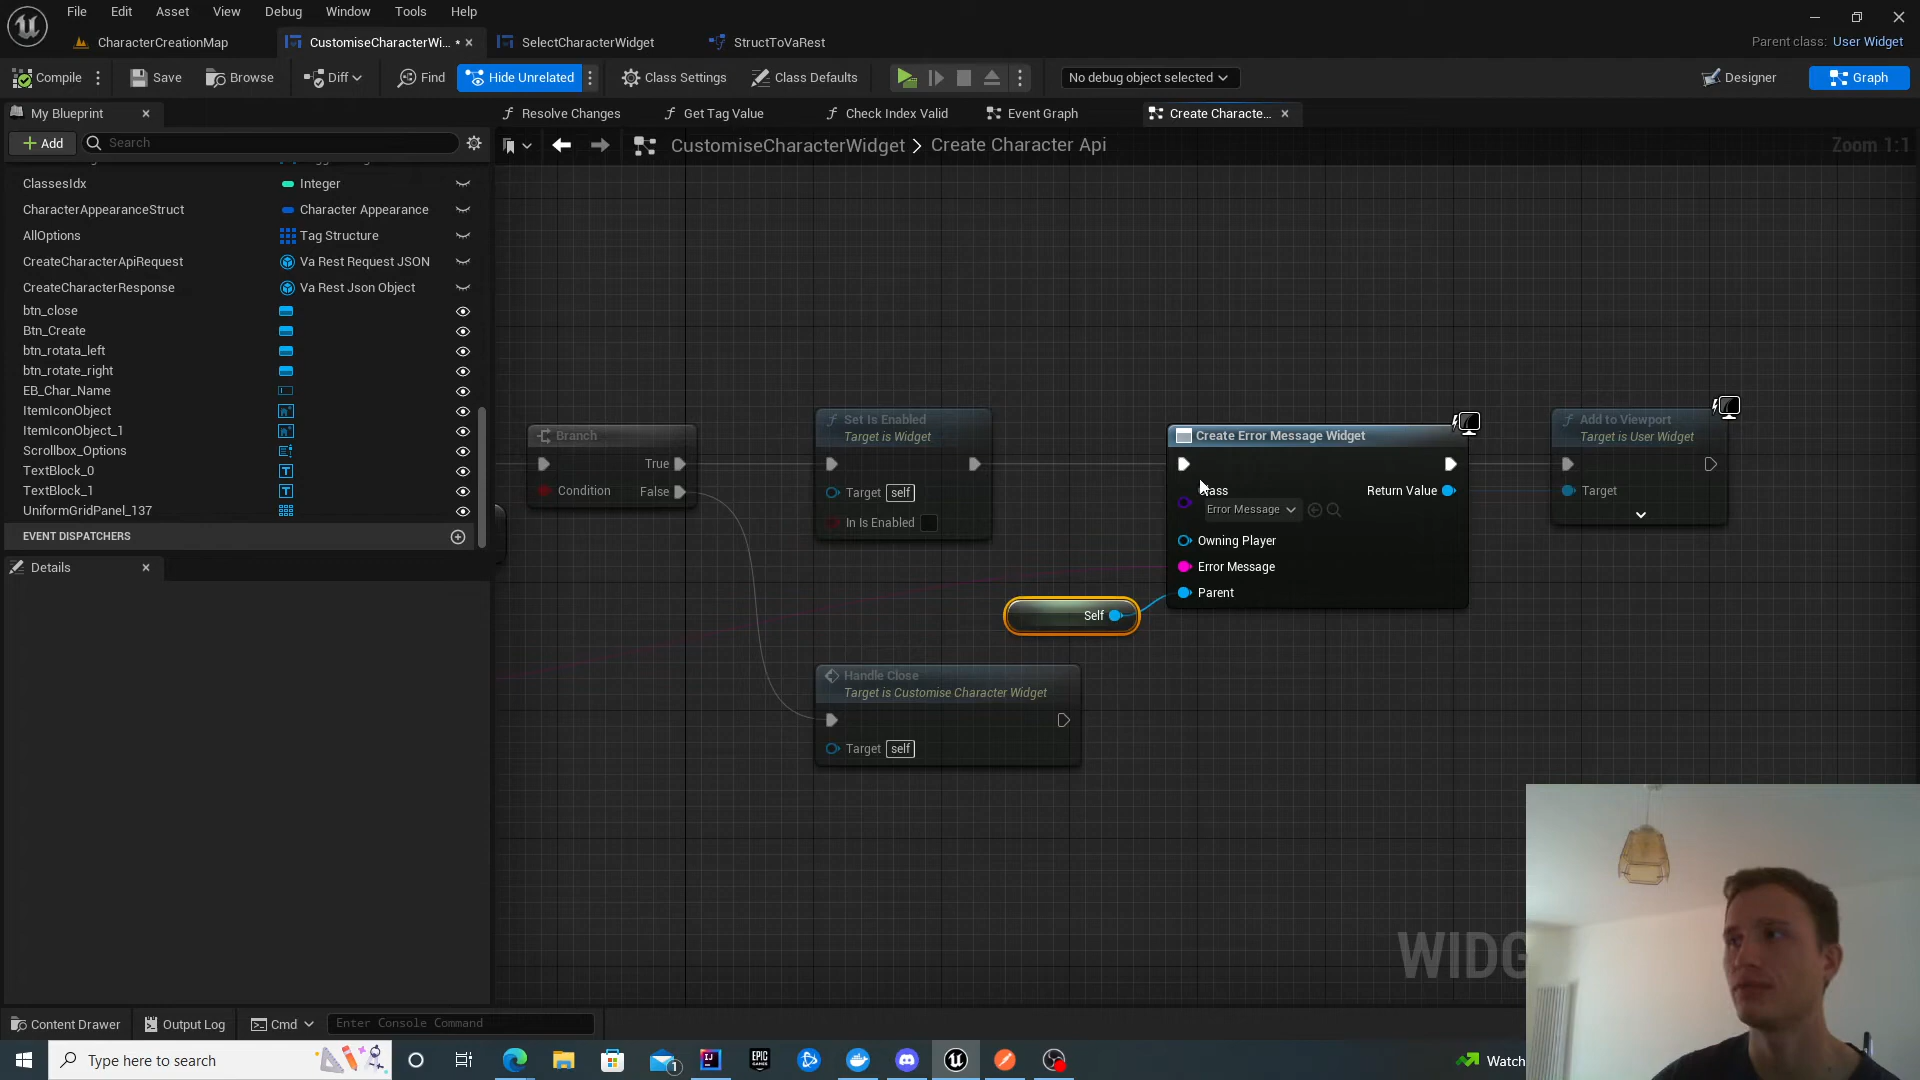 File Edit Asset View Debug Window Tools Help
CharacterCreationMap CustomiseCharacterWi... • SelectCharacterWidget StructToVaRest
Parent class: User Widget
Compile Save Browse Diff Find Hide Unrelated Class Settings Class Defaults No debug object selected Designer Graph
My Blueprint
Resolve Changes Get Tag Value Check Index Valid Event Graph Create Characte...
Add Search
CustomiseCharacterWidget > Create Character Api
Zoom 1:1
ClassesIdx Integer
CharacterAppearanceStruct Character Appearance
AllOptions Tag Structure
CreateCharacterApiRequest Va Rest Request JSON
CreateCharacterResponse Va Rest Json Object
btn_close
Btn_Create
btn_rotata_left
btn_rotate_right
EB_Char_Name
ItemIconObject
ItemIconObject_1
Scrollbox_Options
TextBlock_0
TextBlock_1
UniformGridPanel_137
EVENT DISPATCHERS
Details
Branch
True
Condition False
Set Is Enabled
Target is Widget
Target self
In Is Enabled
Create Error Message Widget
Return Value
Error Message
Owning Player
Error Message
Parent
Add to Viewport
Target is User Widget
Target
Self
Handle Close
Target is Customise Character Widget
Target self
Content Drawer Output Log Cmd Enter Console Command
Type here to search
EPIC
GAMES
1
Watch